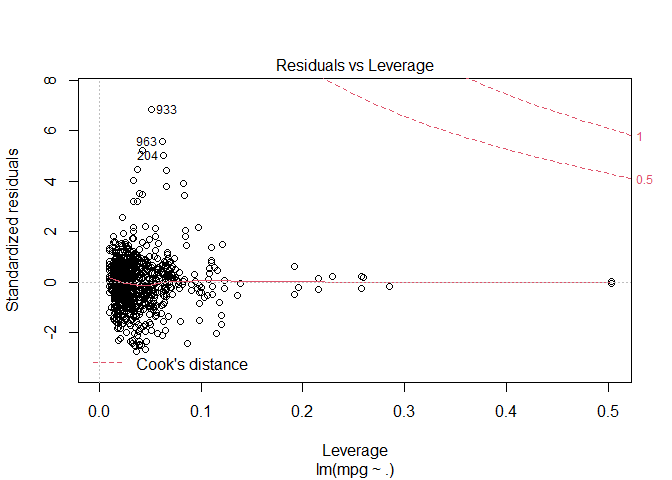 Residuals vs Leverage
Standardized residuals
8
6
4
2
0
-2
933
963
204
1
0.5
Cook's distance
0.0 0.1 0.2 0.3 0.4 0.5
Leverage
lm(mpg ~ .)